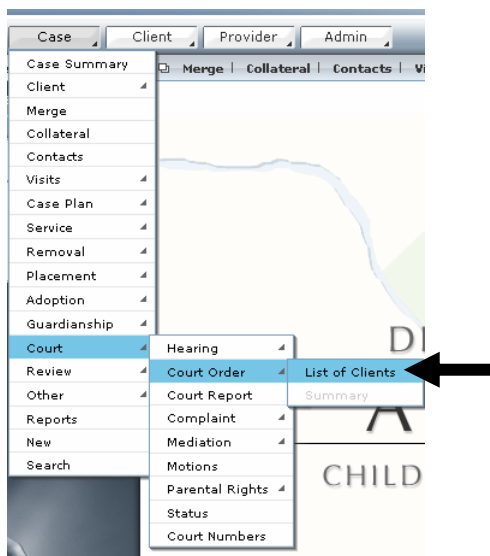 Case Client Provider Admin
Merge | Collateral | Contacts |
Case Summary
Client
Merge
Collateral
Contacts
Visits
Case Plan
Service
Removal
Placement
Adoption
Guardianship
Court
Review
Other
Reports
New
Search
Hearing
Court Order
Court Report
Complaint
Mediation
Motions
Parental Rights
Status
Court Numbers
List of Clients
Summary
CHILD